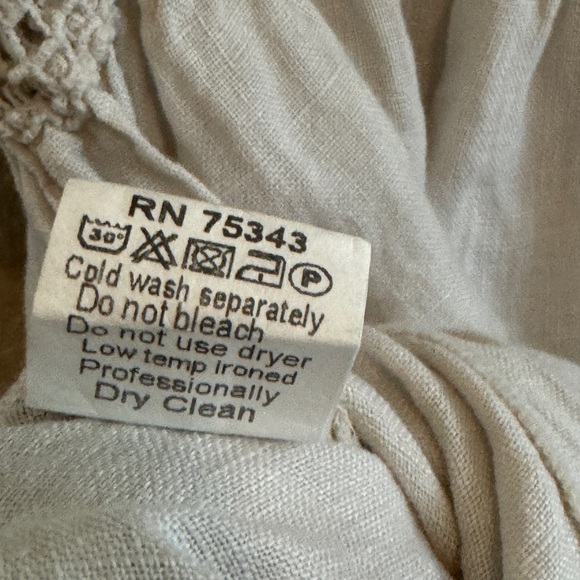 RN 75343
30° P
Cold wash separately
Do not bleach
Do not use dryer
Low temp ironed
Professionally
Dry Clean